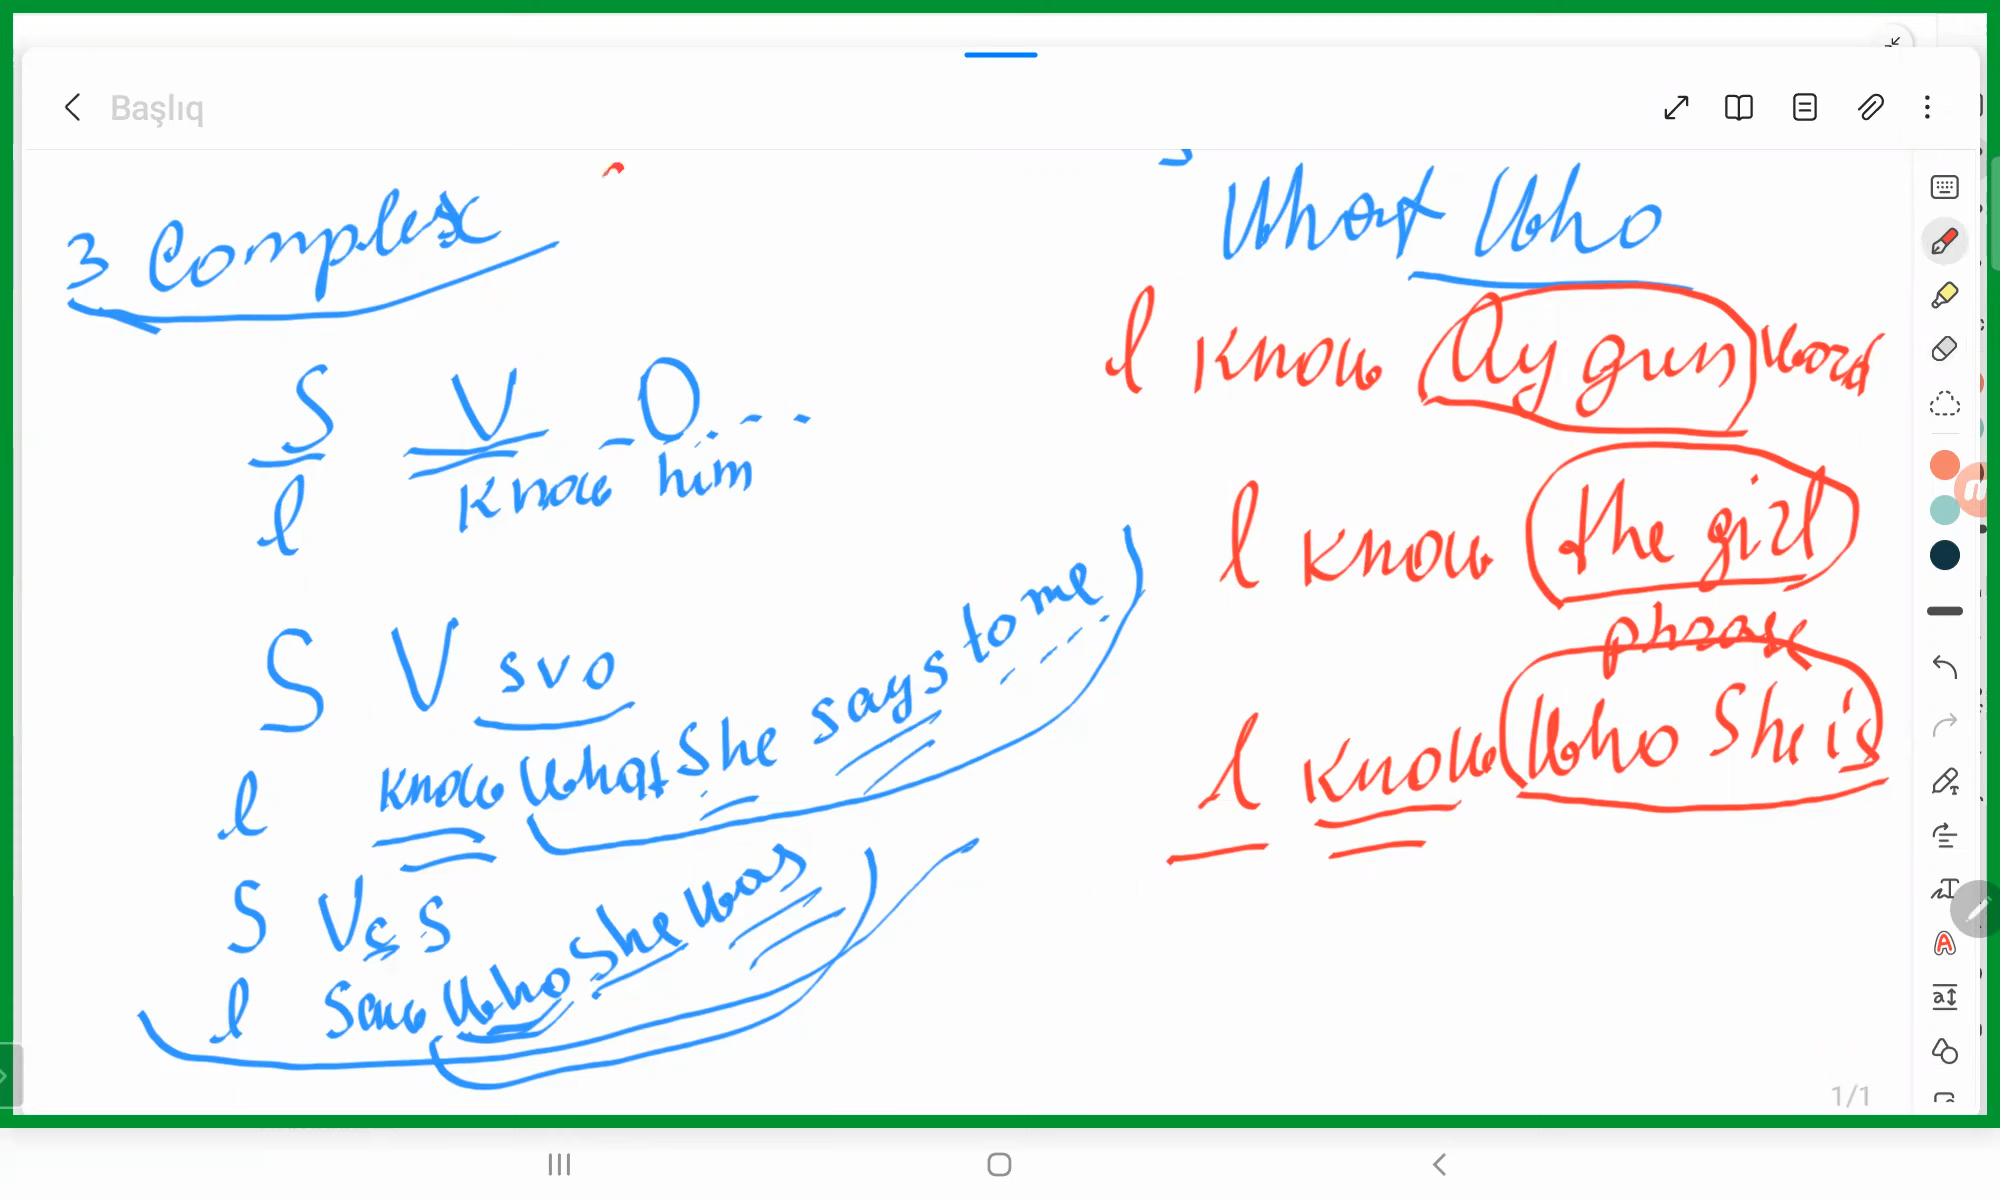 Başlıq
3 Complex
S V O
I know him
S V SVO
I know what she says to me
S V S
I saw who she was
What Who
I know Aygun word
I know the girl
phrase
I know who she is
1/1